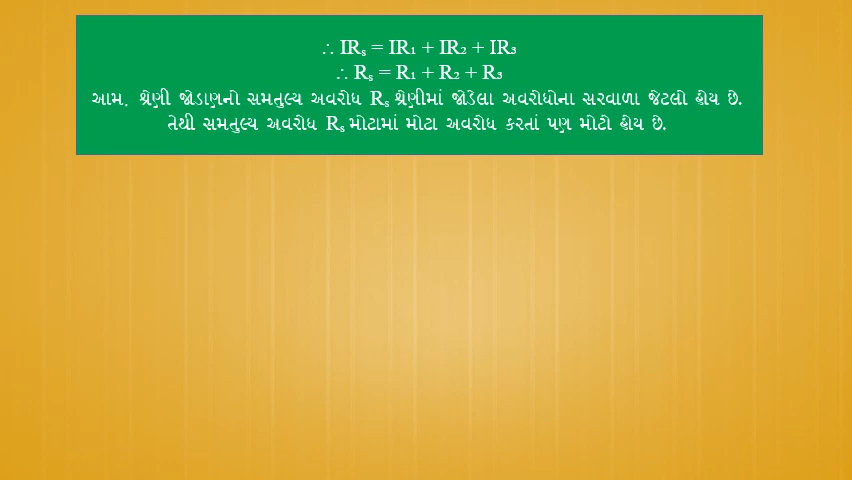 ∴ IRₛ = IR₁ + IR₂ + IR₃
∴ Rₛ = R₁ + R₂ + R₃
આમ, શ્રેણી જોડાણનો સમતુલ્ય અવરોધ Rₛ શ્રેણીમાં જોડેલા અવરોધોના સરવાળા જેટલો હોય છે.
તેથી સમતુલ્ય અવરોધ Rₛ મોટામાં મોટા અવરોધ કરતાં પણ મોટો હોય છે.